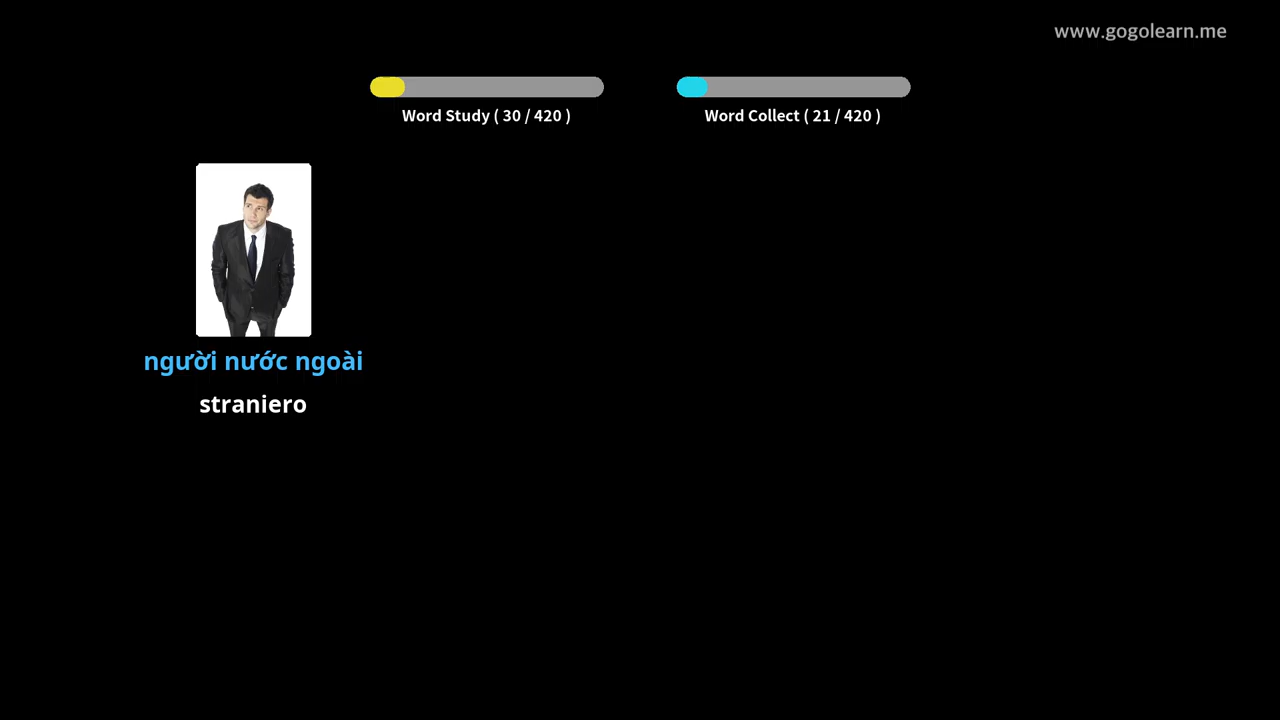 www.gogolearn.me
Word Study ( 30 / 420 )
Word Collect ( 21 / 420 )
người nước ngoài
straniero